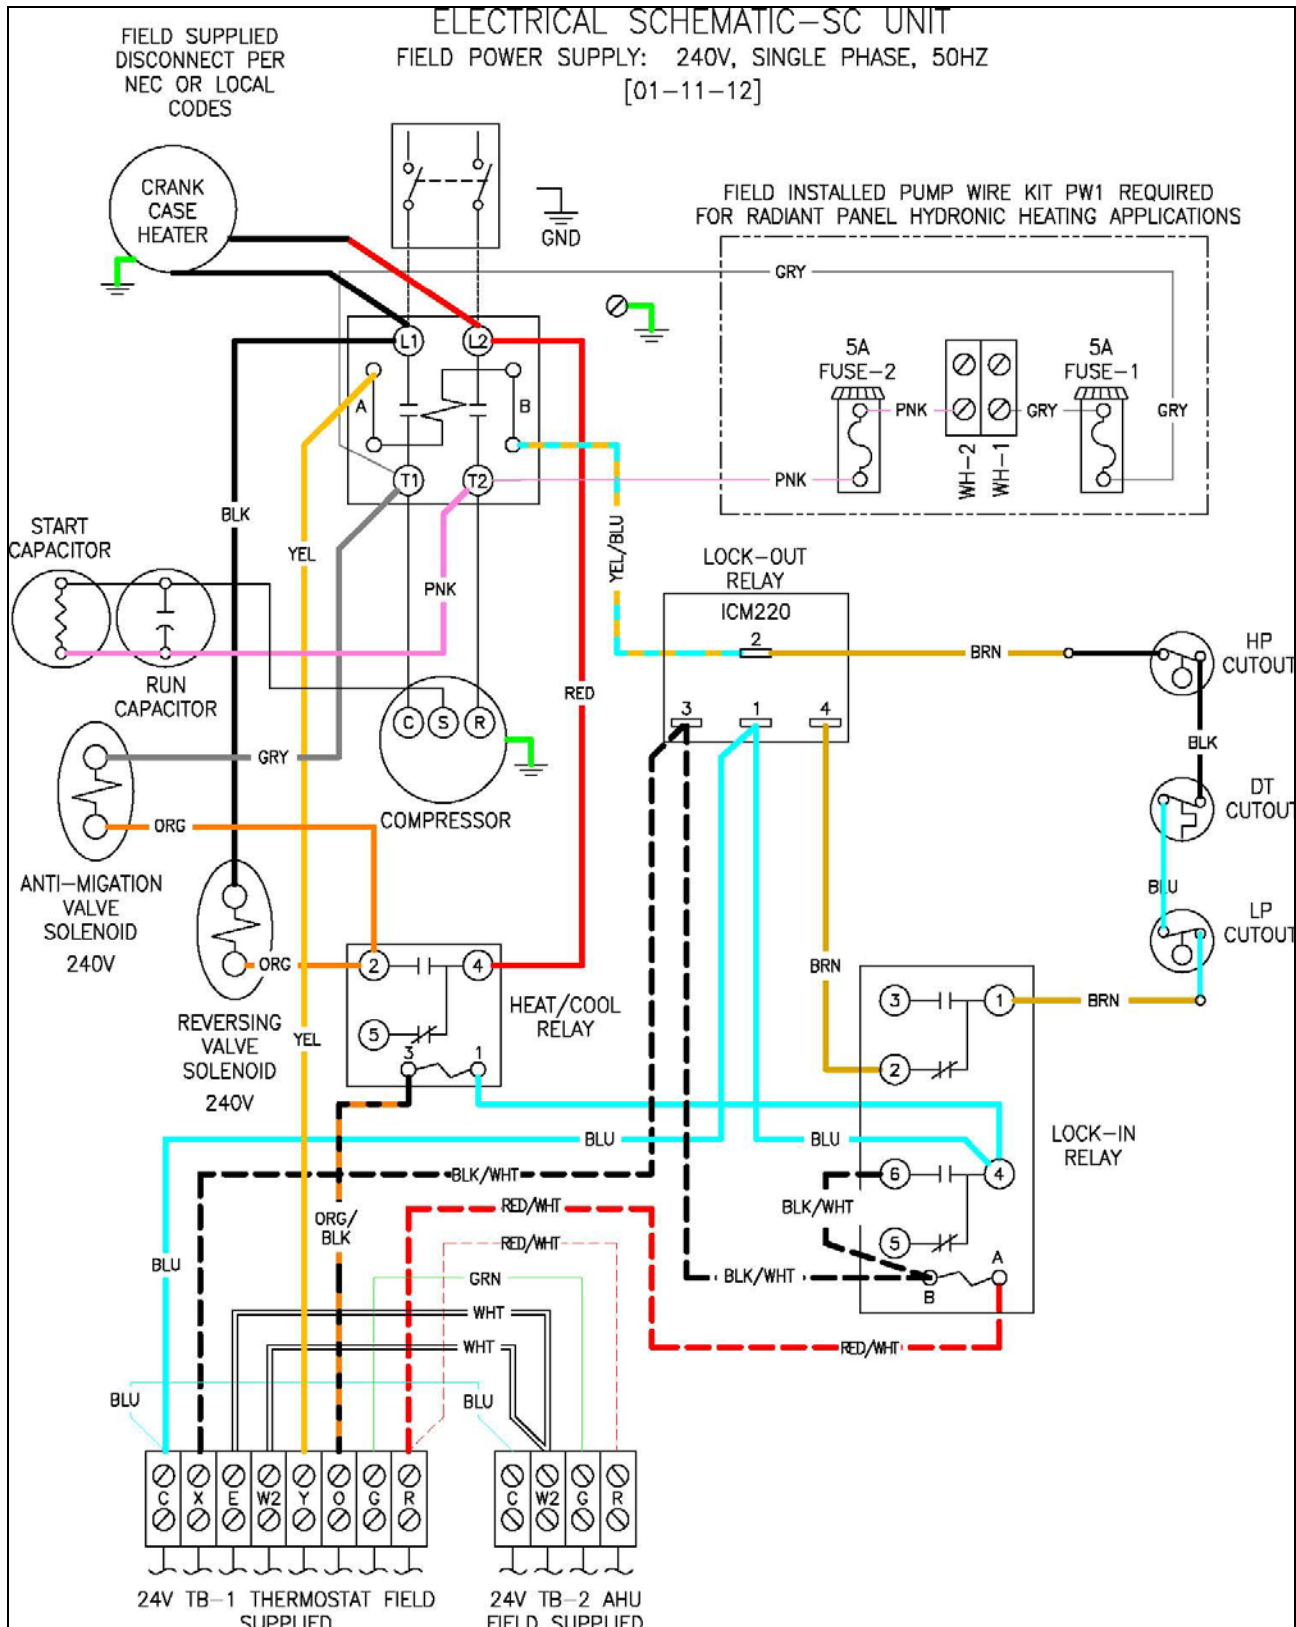 ELECTRICAL SCHEMATIC-SC UNIT
FIELD POWER SUPPLY: 240V, SINGLE PHASE, 50HZ
[01-11-12]
FIELD SUPPLIED
DISCONNECT PER
NEC OR LOCAL
CODES
CRANK
CASE
HEATER
GND
FIELD INSTALLED PUMP WIRE KIT PW1 REQUIRED
FOR RADIANT PANEL HYDRONIC HEATING APPLICATIONS
GRY
L1
L2
5A
FUSE-2
5A
FUSE-1
A
B
PNK
GRY
GRY
WH-2
WH-1
T1
T2
PNK
BLK
START
CAPACITOR
YEL
YEL/BLU
PNK
LOCK-OUT
RELAY
ICM220
2
BRN
HP
CUTOUT
RUN
CAPACITOR
RED
3
1
4
C
S
R
BLK
GRY
COMPRESSOR
DT
CUTOUT
ORG
ANTI-MIGATION
VALVE
SOLENOID
240V
BLU
LP
CUTOUT
ORG
2
4
BRN
HEAT/COOL
RELAY
3
1
BRN
REVERSING
VALVE
SOLENOID
240V
YEL
5
3
1
2
BLU
BLU
LOCK-IN
RELAY
BLK/WHT
6
4
BLK/WHT
RED/WHT
ORG/
BLK
5
A
RED/WHT
BLU
GRN
BLK/WHT
B
WHT
WHT
RED/WHT
BLU
BLU
C
X
E
W2
Y
O
G
R
C
W2
G
R
24V TB-1 THERMOSTAT FIELD
SUPPLIED
24V TB-2 AHU
FIELD SUPPLIED